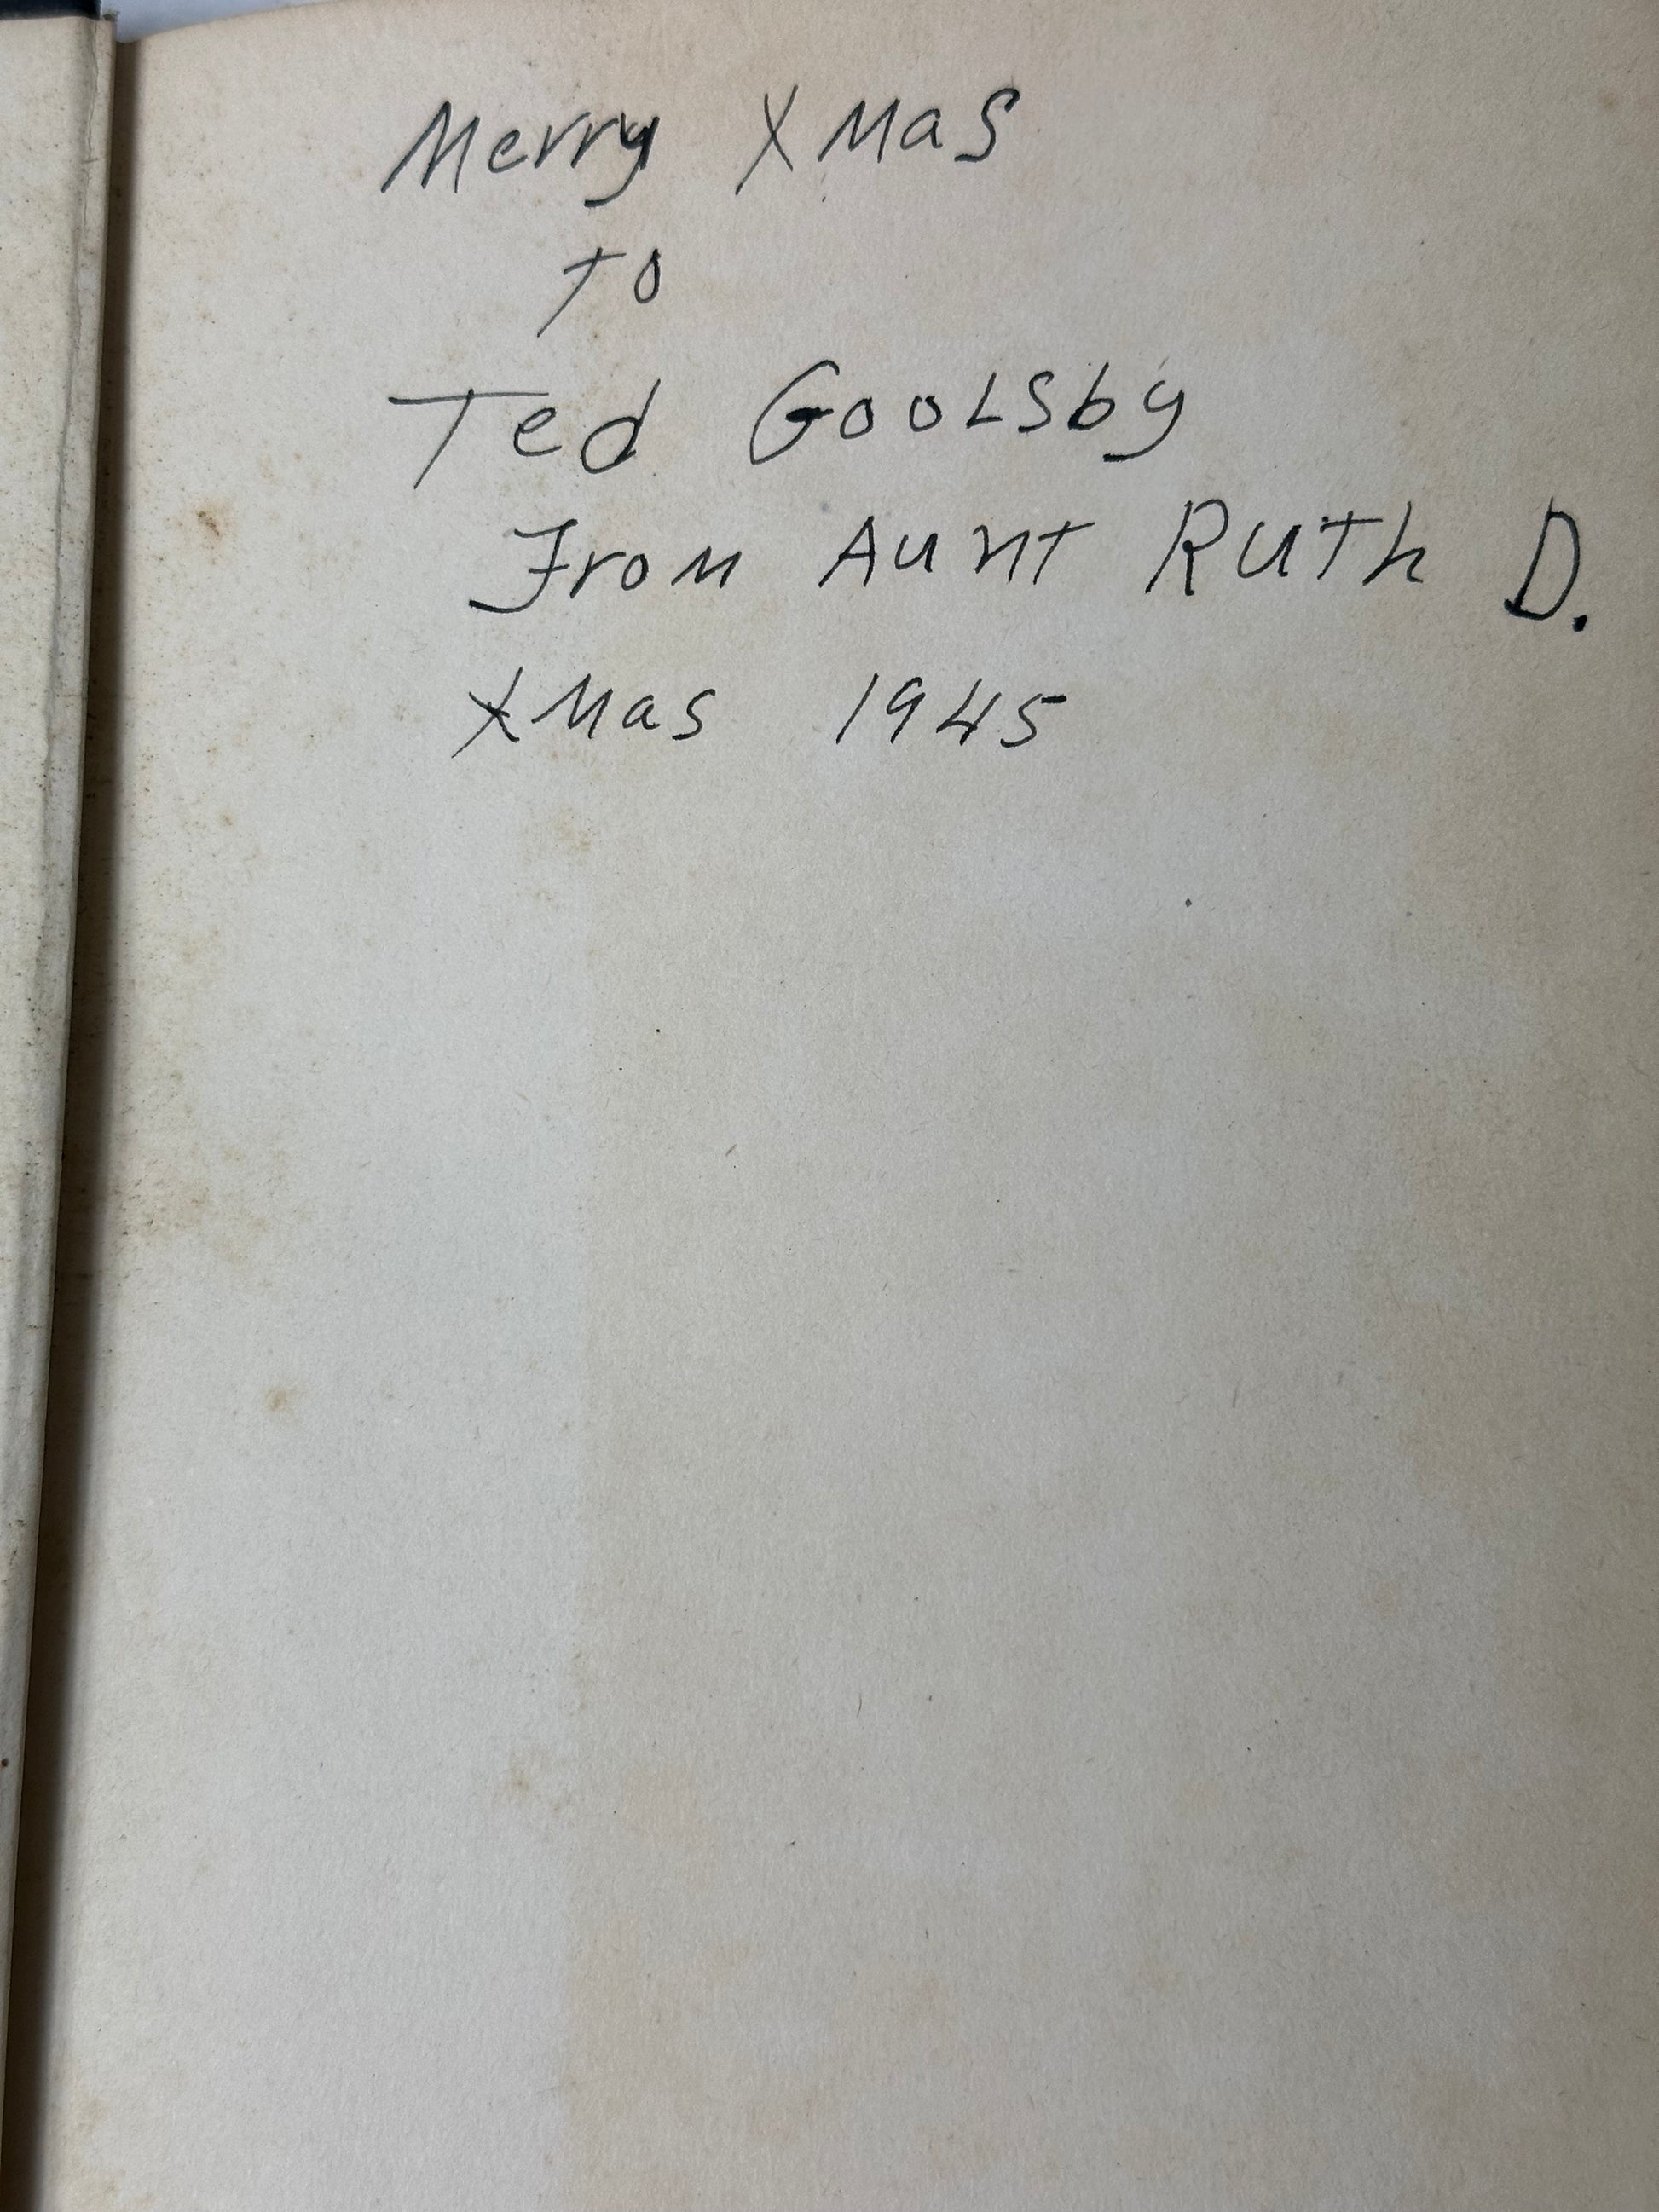 Merry XMas
To
Ted Goolsby
From Aunt Ruth D.
XMas 1945